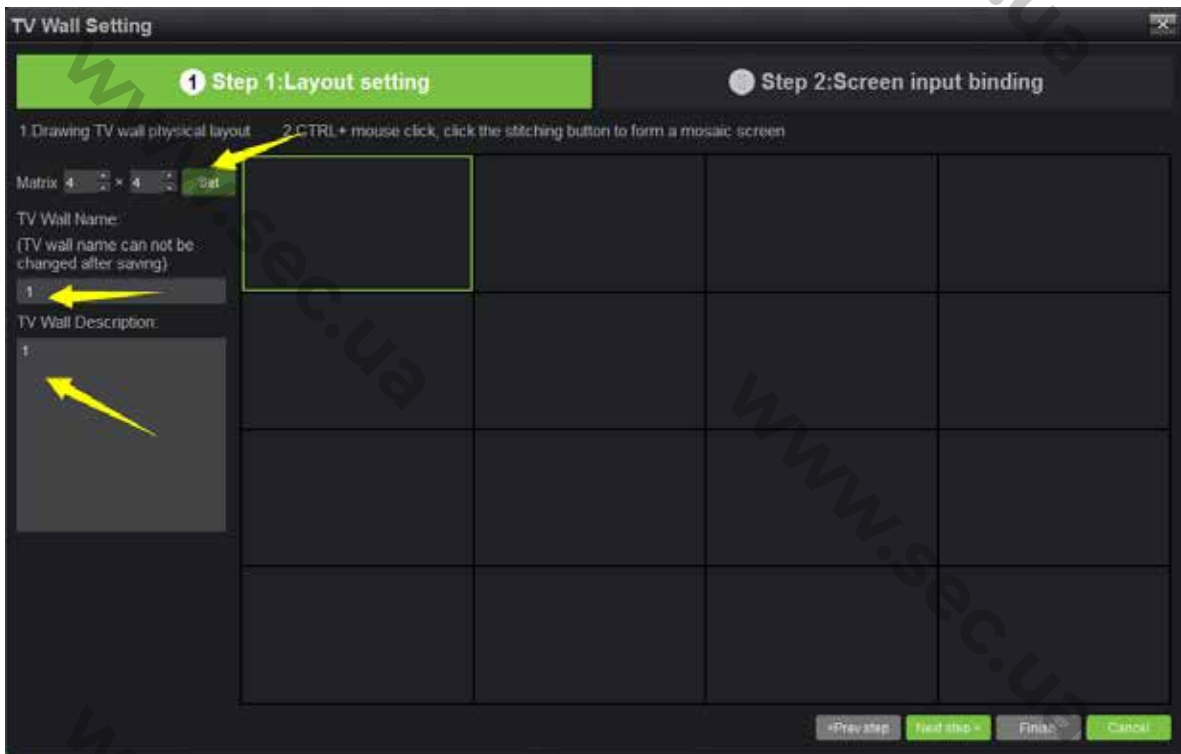 TV Wall Setting
1 Step 1:Layout setting
Step 2:Screen input binding
1.Drawing TV wall physical layout 2.CTRL+ mouse click, click the stitching button to form a mosaic screen
Matrix 4 × 4 Set
TV Wall Name:
(TV wall name can not be
changed after saving)
1
TV Wall Description:
1
<Prev step Next step > Finish Cancel
www.sec.ua
www.sec.ua